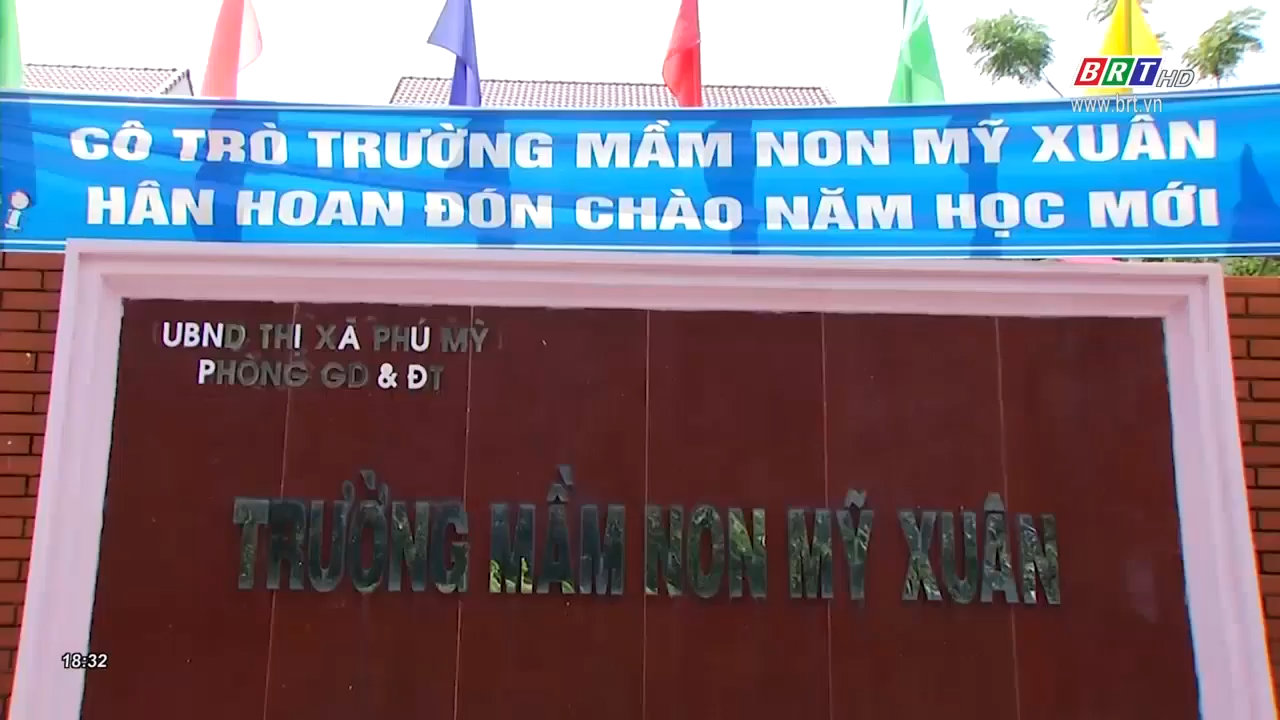 BRT HD
www.brt.vn
CÔ TRÒ TRƯỜNG MẦM NON MỸ XUÂN
HÂN HOAN ĐÓN CHÀO NĂM HỌC MỚI
UBND THỊ XÃ PHÚ MỸ
PHÒNG GD & ĐT
TRƯỜNG MẦM NON MỸ XUÂN
18:32